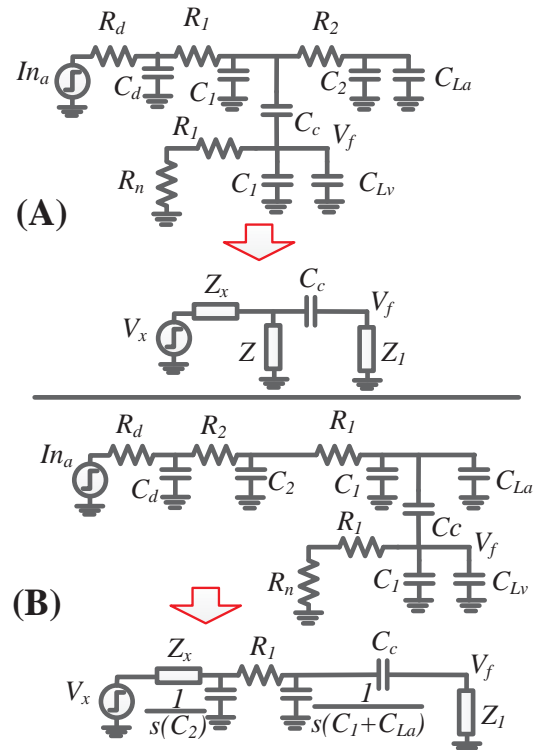 R_d R_1 R_2
In_a C_d C_1 C_2 C_La
R_1 C_c V_f
R_n C_1 C_Lv
(A)
Z_x C_c V_f
V_x Z Z_1
R_d R_2 R_1
In_a C_d C_2 C_1 C_La
R_1 Cc V_f
R_n C_1 C_Lv
(B)
Z_x R_1 C_c V_f
V_x 1/s(C_2) 1/s(C_1+C_La) Z_1